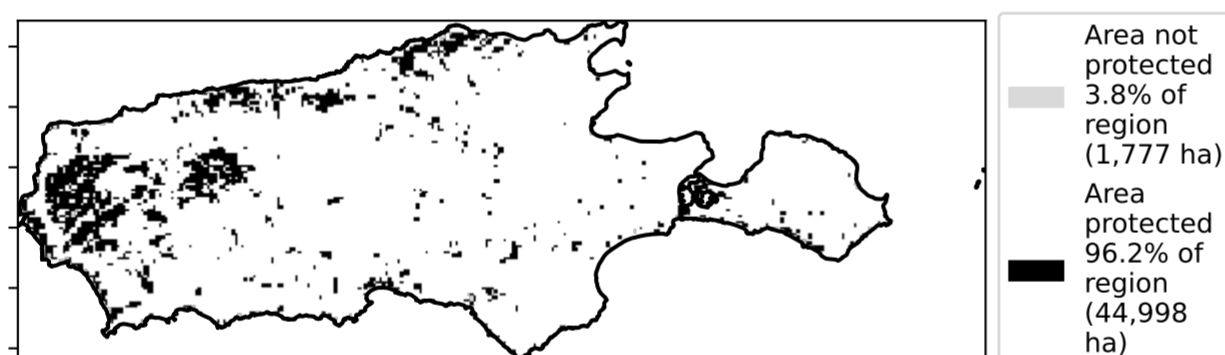 Area not
protected
3.8% of
region
(1,777 ha)
Area
protected
96.2% of
region
(44,998
ha)